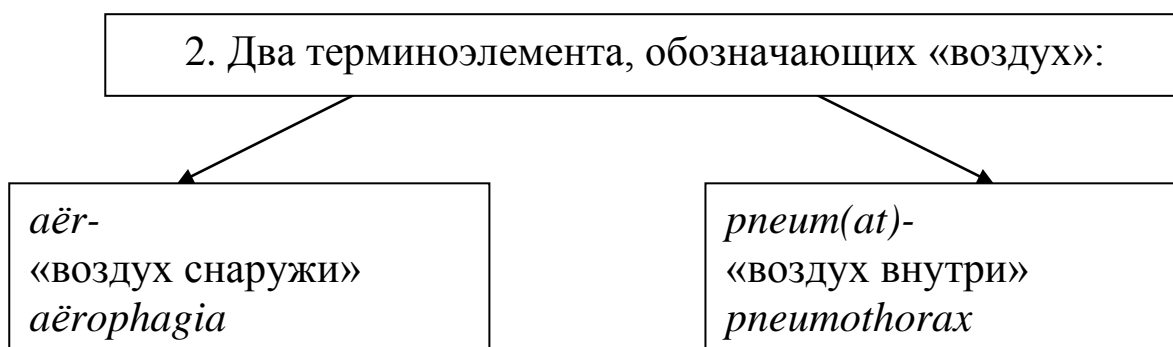 2. Два терминоэлемента, обозначающих «воздух»:
aër-
«воздух снаружи»
aërophagia
pneum(at)-
«воздух внутри»
pneumothorax